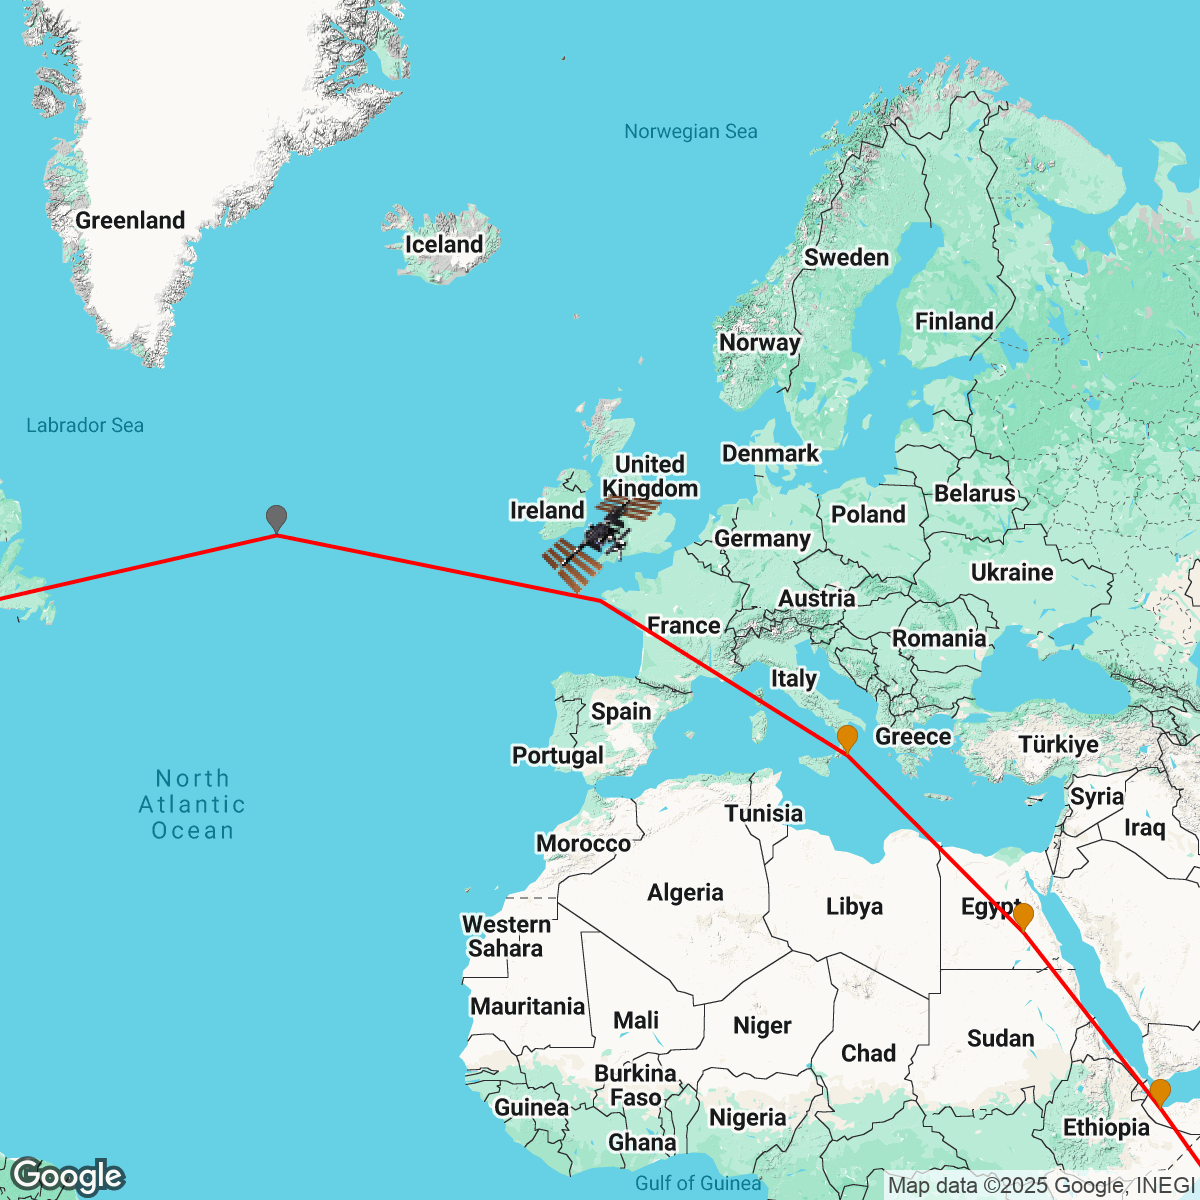 Norwegian Sea
Greenland
Iceland
Sweden
Finland
Norway
Labrador Sea
Denmark
United
Kingdom
Ireland
Belarus
Poland
Germany
Ukraine
Austria
France
Romania
Italy
Spain
Greece
Türkiye
Portugal
North
Atlantic
Ocean
Syria
Tunisia
Iraq
Morocco
Algeria
Libya
Egypt
Western
Sahara
Mauritania
Mali
Niger
Sudan
Chad
Burkina
Faso
Guinea
Nigeria
Ethiopia
Ghana
Google
Gulf of Guinea
Map data ©2025 Google, INEGI